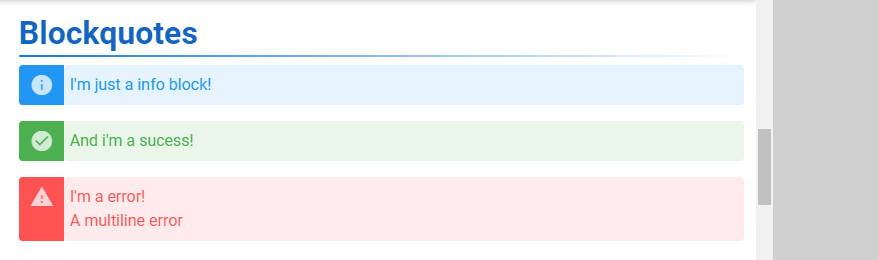 Blockquotes
I'm just a info block!
And i'm a sucess!
I'm a error!
A multiline error